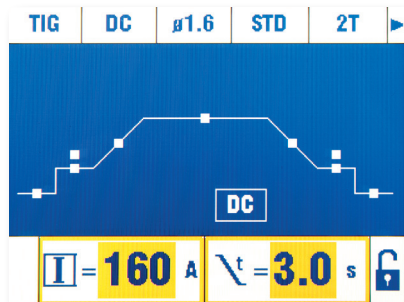 TIG DC ø1.6 STD 2T
DC
I = 160 A t = 3.0 s